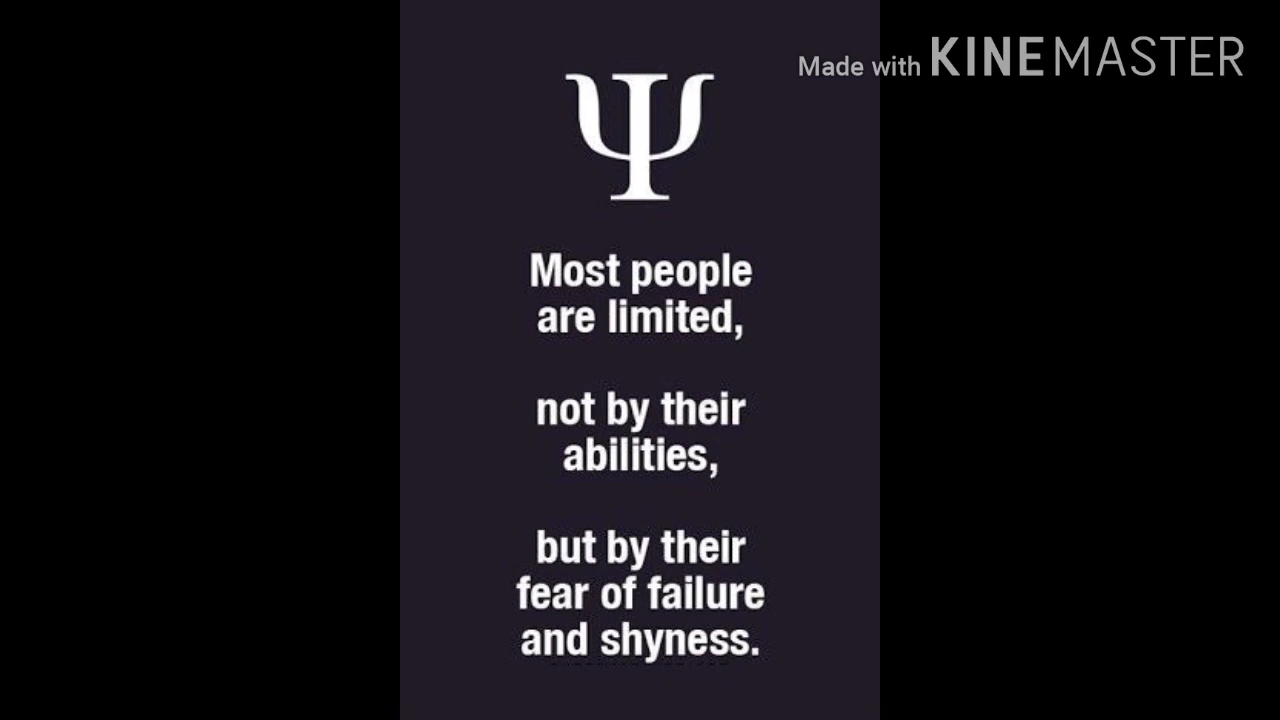 Made with KINEMASTER
Ψ
Most people
are limited,
not by their
abilities,
but by their
fear of failure
and shyness.